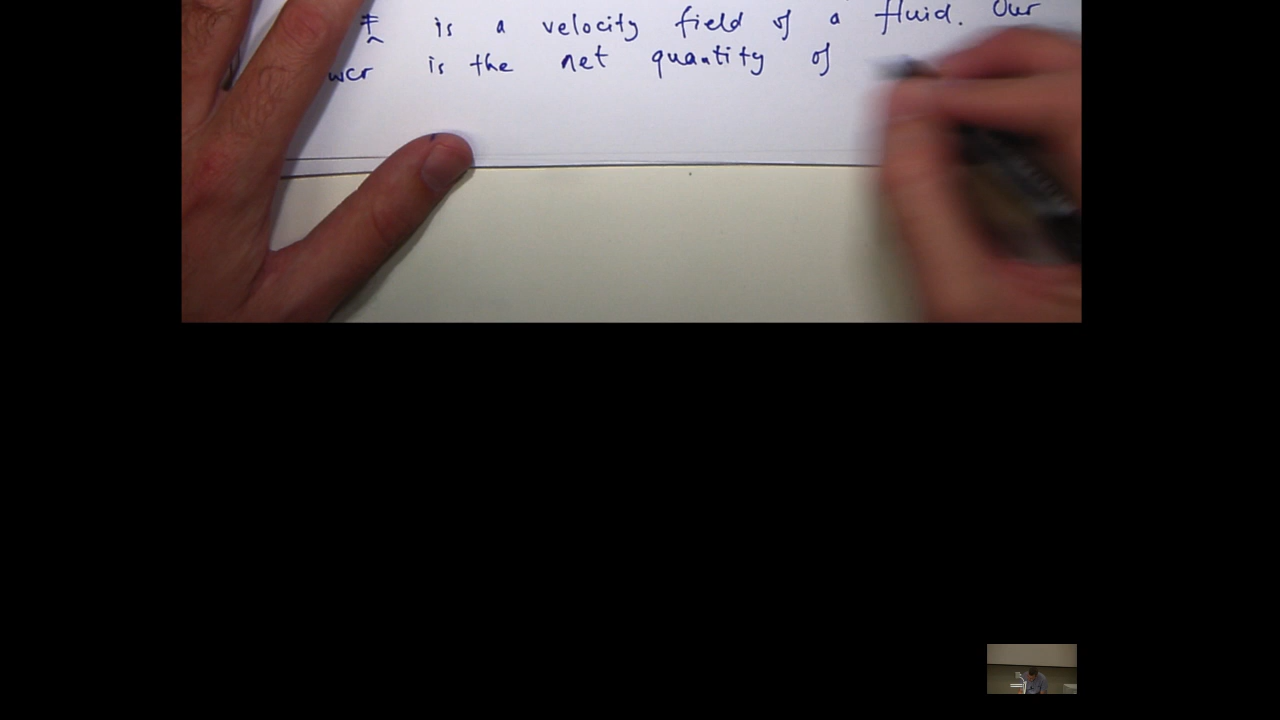 F is a velocity field of a fluid. Our
is the net quantity of